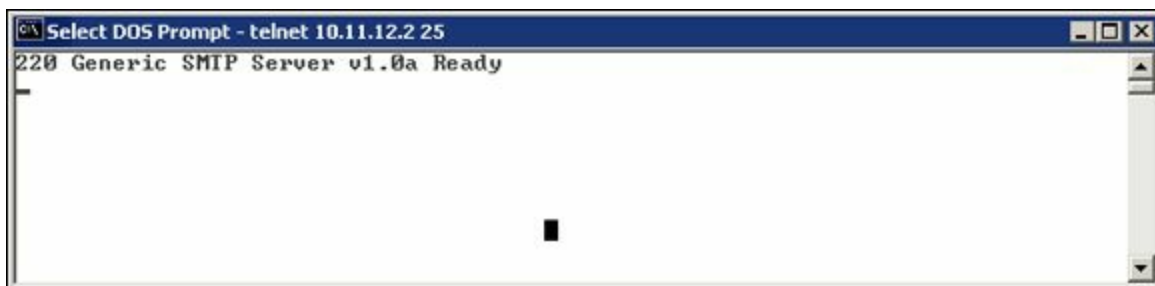 Select DOS Prompt - telnet 10.11.12.2 25
220 Generic SMTP Server v1.0a Ready